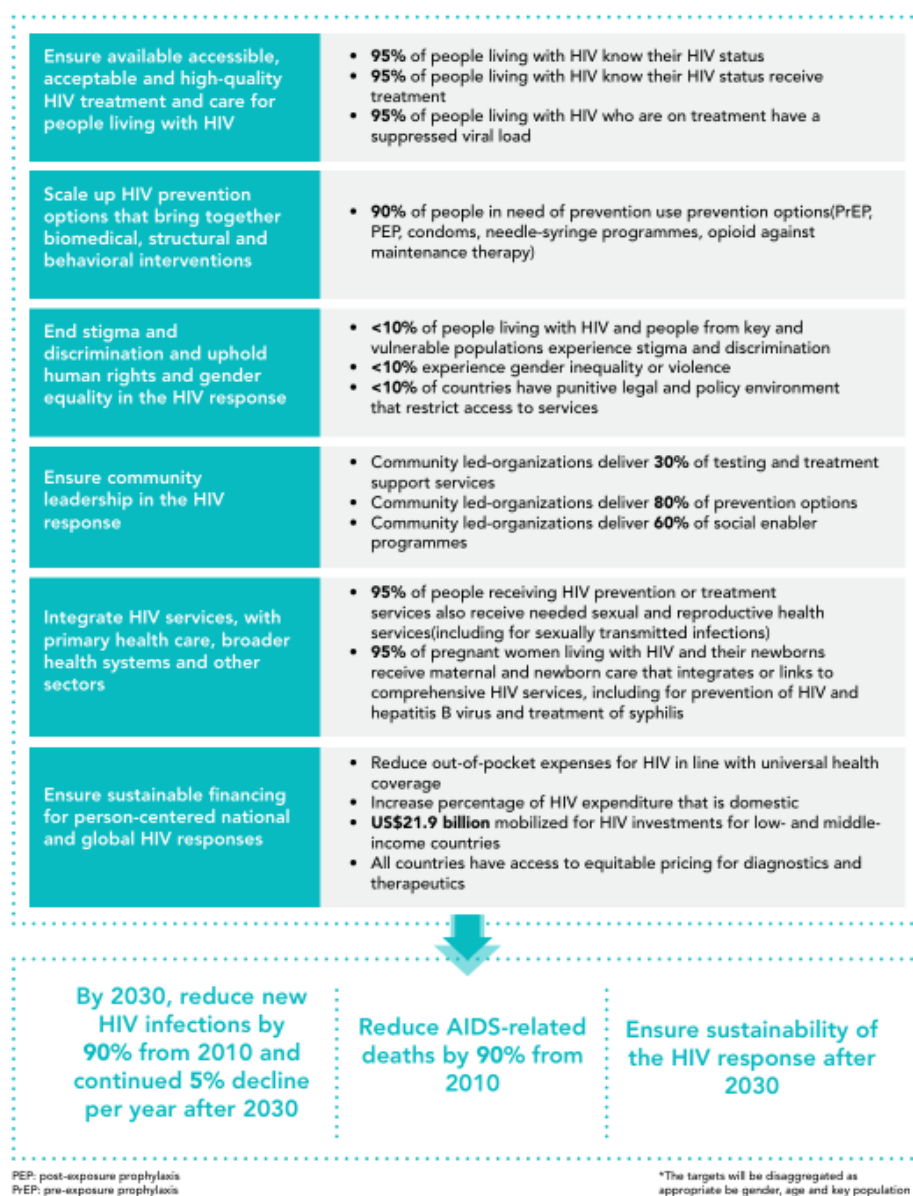 Ensure available accessible,
acceptable and high-quality
HIV treatment and care for
people living with HIV
• 95% of people living with HIV know their HIV status
• 95% of people living with HIV know their HIV status receive
treatment
• 95% of people living with HIV who are on treatment have a
suppressed viral load
Scale up HIV prevention
options that bring together
biomedical, structural and
behavioral interventions
• 90% of people in need of prevention use prevention options(PrEP,
PEP, condoms, needle-syringe programmes, opioid against
maintenance therapy)
End stigma and
discrimination and uphold
human rights and gender
equality in the HIV response
• <10% of people living with HIV and people from key and
vulnerable populations experience stigma and discrimination
• <10% experience gender inequality or violence
• <10% of countries have punitive legal and policy environment
that restrict access to services
Ensure community
leadership in the HIV
response
• Community led-organizations deliver 30% of testing and treatment
support services
• Community led-organizations deliver 80% of prevention options
• Community led-organizations deliver 60% of social enabler
programmes
Integrate HIV services, with
primary health care, broader
health systems and other
sectors
• 95% of people receiving HIV prevention or treatment
services also receive needed sexual and reproductive health
services(including for sexually transmitted infections)
• 95% of pregnant women living with HIV and their newborns
receive maternal and newborn care that integrates or links to
comprehensive HIV services, including for prevention of HIV and
hepatitis B virus and treatment of syphilis
Ensure sustainable financing
for person-centered national
and global HIV responses
• Reduce out-of-pocket expenses for HIV in line with universal health
coverage
• Increase percentage of HIV expenditure that is domestic
• US$21.9 billion mobilized for HIV investments for low- and middle-
income countries
• All countries have access to equitable pricing for diagnostics and
therapeutics
By 2030, reduce new
HIV infections by
90% from 2010 and
continued 5% decline
per year after 2030
Reduce AIDS-related
deaths by 90% from
2010
Ensure sustainability of
the HIV response after
2030
PEP: post-exposure prophylaxis
PrEP: pre-exposure prophylaxis
*The targets will be disaggregated as
appropriate be gender, age and key population